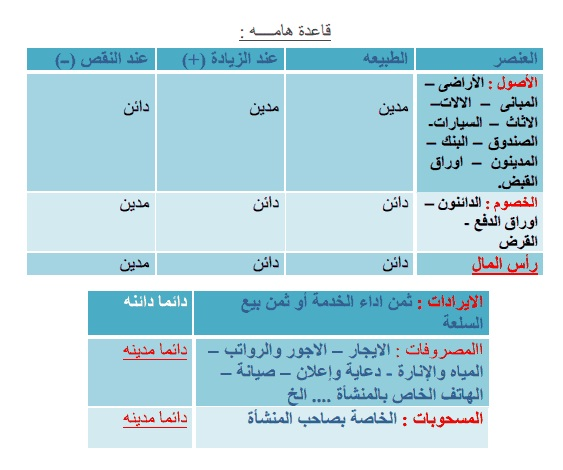 قاعدة هامـــه :
العنصر الطبيعه عند الزيادة (+) عند النقص (–)
الأصول : الأراضى –
المبانى – الالات–
الاثاث – السيارات-
الصندوق – البنك –
المدينون – اوراق
القبض.
مدين مدين دائن
الخصوم : الدائنون –
اوراق الدفع -
القرض
دائن دائن مدين
رأس المال دائن دائن مدين
الايرادات : ثمن اداء الخدمة أو ثمن بيع
السلعة
دائما دائنه
االمصروفات : الايجار – الاجور والرواتب –
المياه والإنارة - دعاية وإعلان – صيانة –
الهاتف الخاص بالمنشأة .... الخ
دائما مدينه
المسحوبات : الخاصة بصاحب المنشأة دائما مدينه